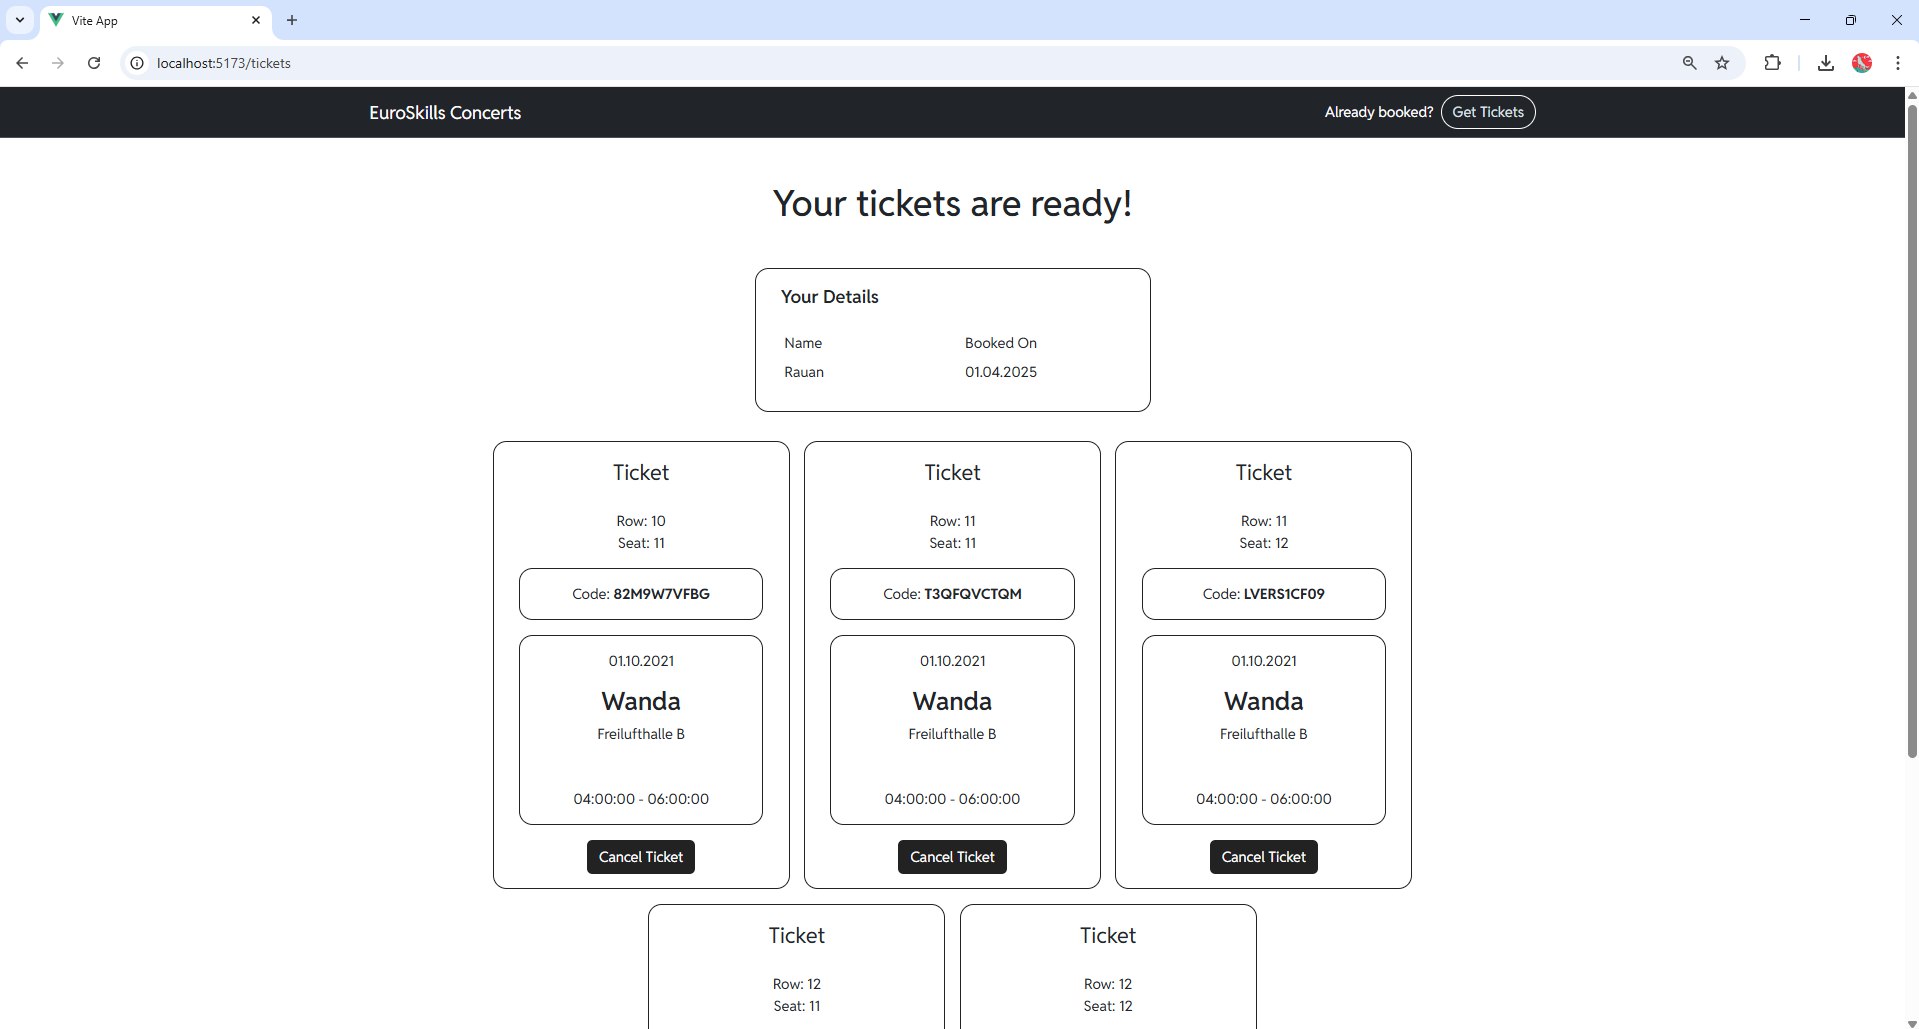 Vite App
localhost:5173/tickets
EuroSkills Concerts
Already booked? Get Tickets
Your tickets are ready!
Your Details
Name Booked On
Rauan 01.04.2025
Ticket
Row: 10
Seat: 11
Code: 82M9W7VFBG
01.10.2021
Wanda
Freilufthalle B
04:00:00 - 06:00:00
Cancel Ticket
Ticket
Row: 11
Seat: 11
Code: T3QFQVCTQM
01.10.2021
Wanda
Freilufthalle B
04:00:00 - 06:00:00
Cancel Ticket
Ticket
Row: 11
Seat: 12
Code: LVERS1CF09
01.10.2021
Wanda
Freilufthalle B
04:00:00 - 06:00:00
Cancel Ticket
Ticket
Row: 12
Seat: 11
Ticket
Row: 12
Seat: 12